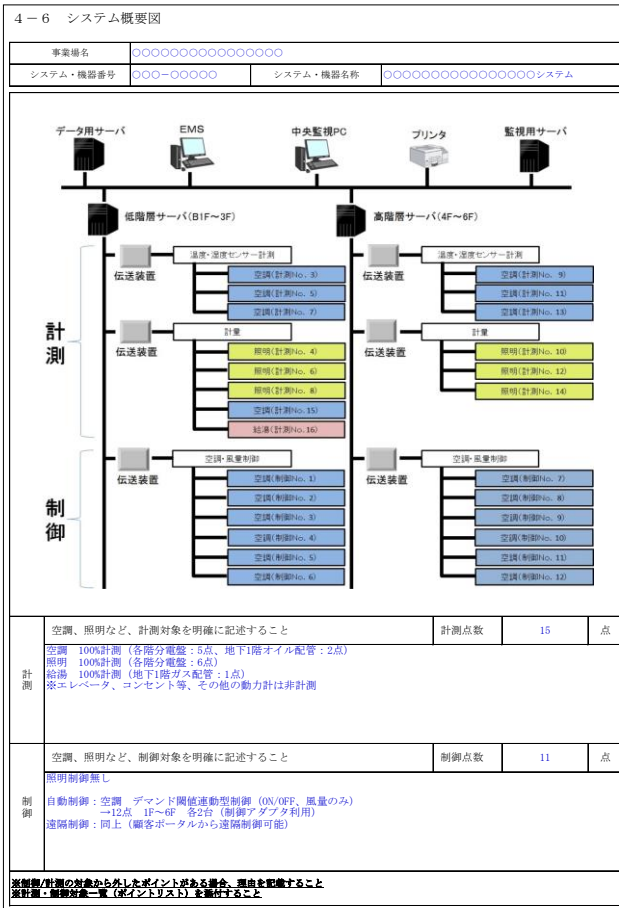 4－6　システム概要図
事業場名　○○○○○○○○○○○○○○○○
システム・機器番号　○○○－○○○○○　システム・機器名称　○○○○○○○○○○○○○○○○システム
データ用サーバ　EMS　中央監視PC　プリンタ　監視用サーバ
低階層サーバ(B1F～3F)　高階層サーバ(4F～6F)
計測
伝送装置　温度・湿度センサー計測
空調(計測No. 3)
空調(計測No. 5)
空調(計測No. 7)
伝送装置　計量
照明(計測No. 4)
照明(計測No. 6)
照明(計測No. 8)
空調(計測No. 15)
給湯(計測No. 16)
伝送装置　温度・湿度センサー計測
空調(計測No. 9)
空調(計測No. 11)
空調(計測No. 13)
伝送装置　計量
照明(計測No. 10)
照明(計測No. 12)
照明(計測No. 14)
制御
伝送装置　空調・風量制御
空調(制御No. 1)
空調(制御No. 2)
空調(制御No. 3)
空調(制御No. 4)
空調(制御No. 5)
空調(制御No. 6)
伝送装置　空調・風量制御
空調(制御No. 7)
空調(制御No. 8)
空調(制御No. 9)
空調(制御No. 10)
空調(制御No. 11)
空調(制御No. 12)
計測
空調、照明など、計測対象を明確に記述すること　計測点数　15　点
空調　100%計測（各階分電盤：5点、地下1階オイル配管：2点）
照明　100%計測（各階分電盤：6点）
給湯　100%計測（地下1階ガス配管：1点）
※エレベータ、コンセント等、その他の動力計は非計測
制御
空調、照明など、制御対象を明確に記述すること　制御点数　11　点
照明制御無し
自動制御：空調　デマンド閾値連動型制御（ON/OFF、風量のみ）
→12点　1F～6F　各2台（制御アダプタ利用）
遠隔制御：同上（顧客ポータルから遠隔制御可能）
※制御/計測の対象から外したポイントがある場合、理由を記載すること
※計測・制御対象一覧（ポイントリスト）を添付すること